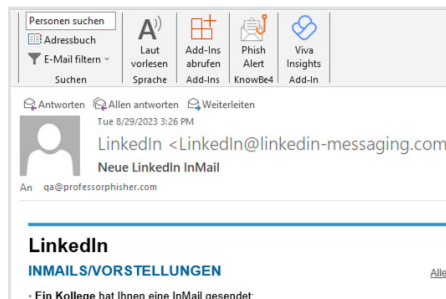 Personen suchen
Adressbuch
E-Mail filtern
Suchen
A
Laut
vorlesen
Sprache
Add-Ins
abrufen
Add-Ins
Phish
Alert
KnowBe4
Viva
Insights
Add-In
Antworten Allen antworten Weiterleiten
Tue 8/29/2023 3:26 PM
LinkedIn <LinkedIn@linkedin-messaging.com
Neue LinkedIn InMail
An qa@professorphisher.com
LinkedIn
INMAILS/VORSTELLUNGEN
Alle
- Ein Kollege hat Ihnen eine InMail gesendet: